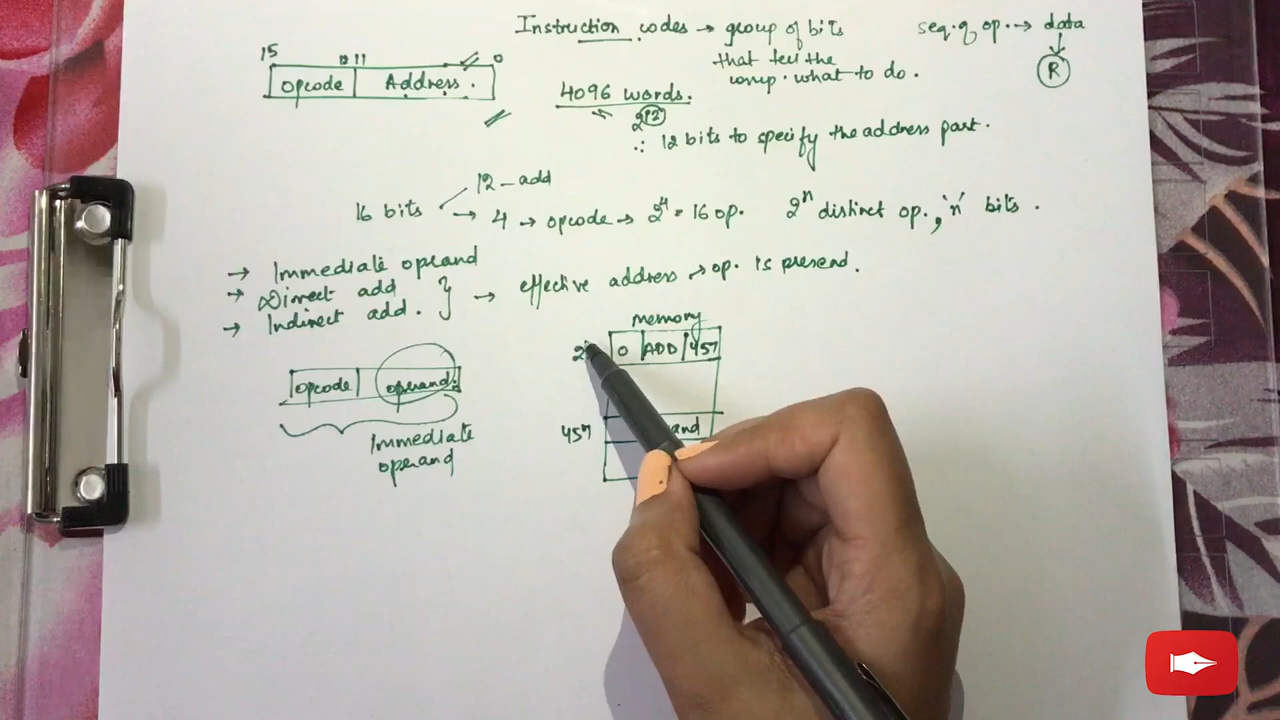 Instruction codes → group of bits
that tell the
comp. what to do.
seq. of op. → data
R
15 12 11 0
opcode Address.
4096 words.
2^12
∴ 12 bits to specify the address part.
16 bits
12 - add
→ 4 → opcode → 2^4 = 16 op.
2^n distinct op., 'n' bits.
→ Immediate operand
→ Direct add
→ Indirect add. } → effective address → op. is present.
opcode operand.
Immediate
operand
memory
0 ADD 457
457